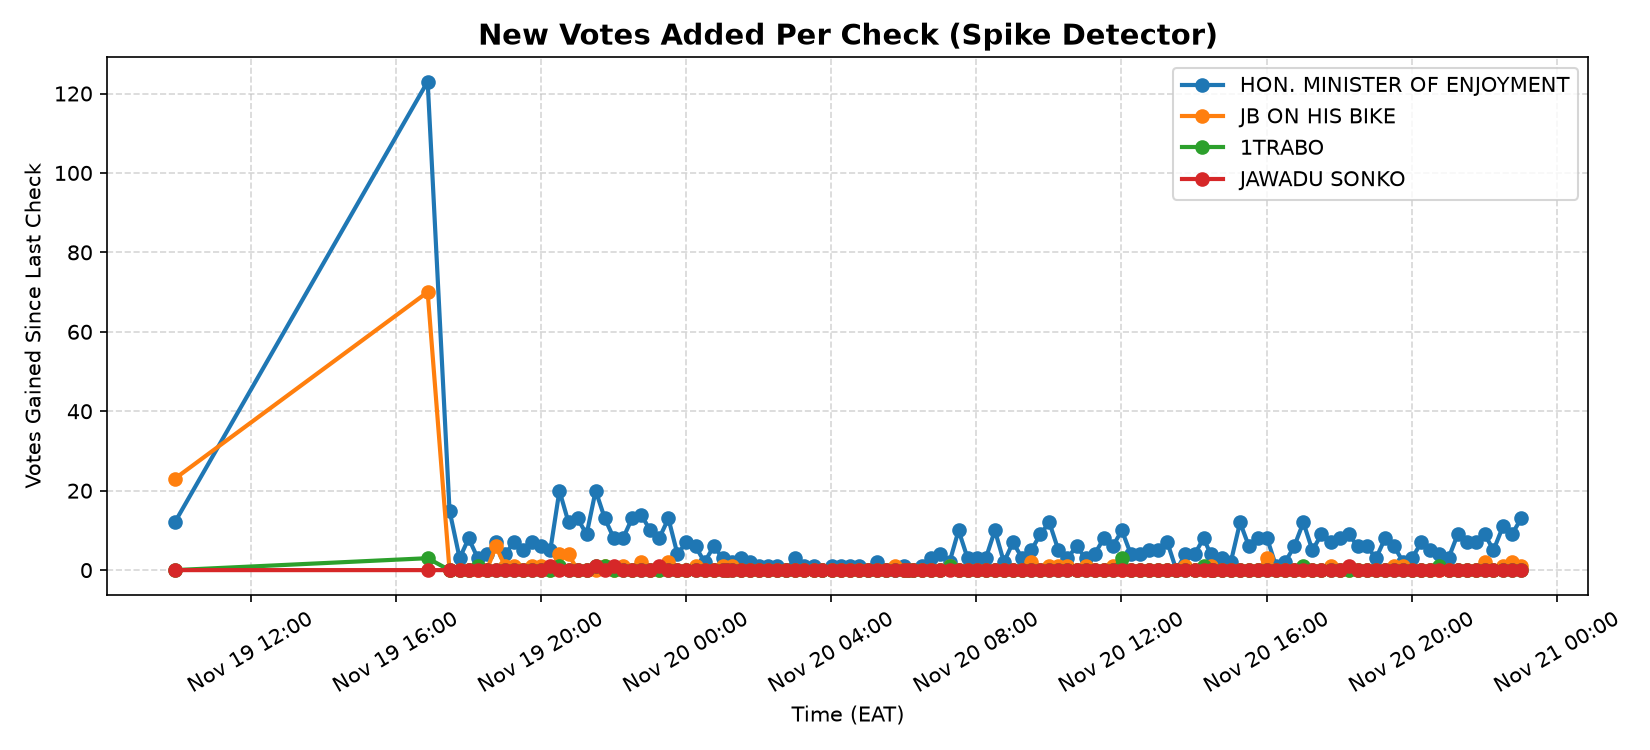 New Votes Added Per Check (Spike Detector)
HON. MINISTER OF ENJOYMENT
JB ON HIS BIKE
1TRABO
JAWADU SONKO
Votes Gained Since Last Check
120
100
80
60
40
20
0
Nov 19 12:00
Nov 19 16:00
Nov 19 20:00
Nov 20 00:00
Nov 20 04:00
Nov 20 08:00
Nov 20 12:00
Nov 20 16:00
Nov 20 20:00
Nov 21 00:00
Time (EAT)